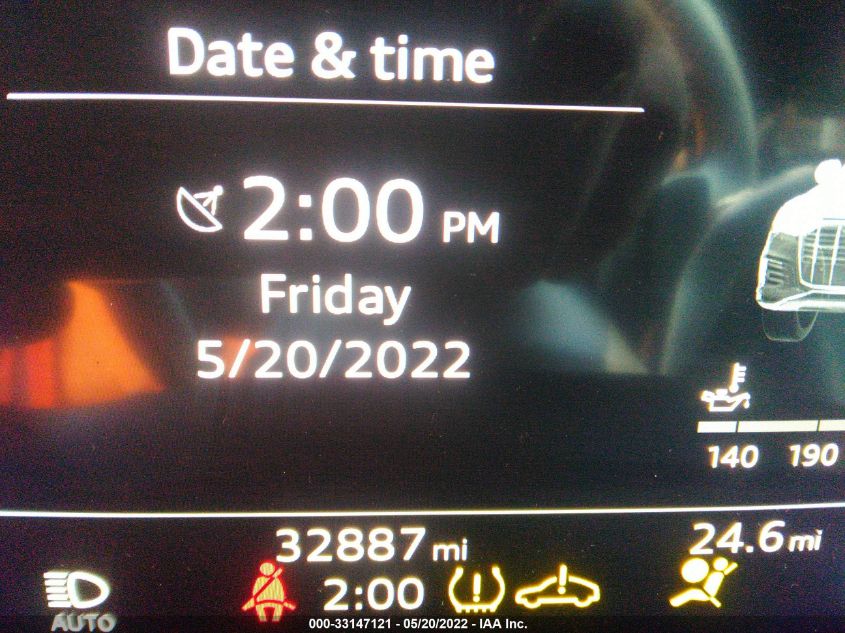 Date & time
2:00 PM
Friday
5/20/2022
140 190
32887 mi 24.6 mi
2:00
AUTO
000-33147121 - 05/20/2022 - IAA Inc.